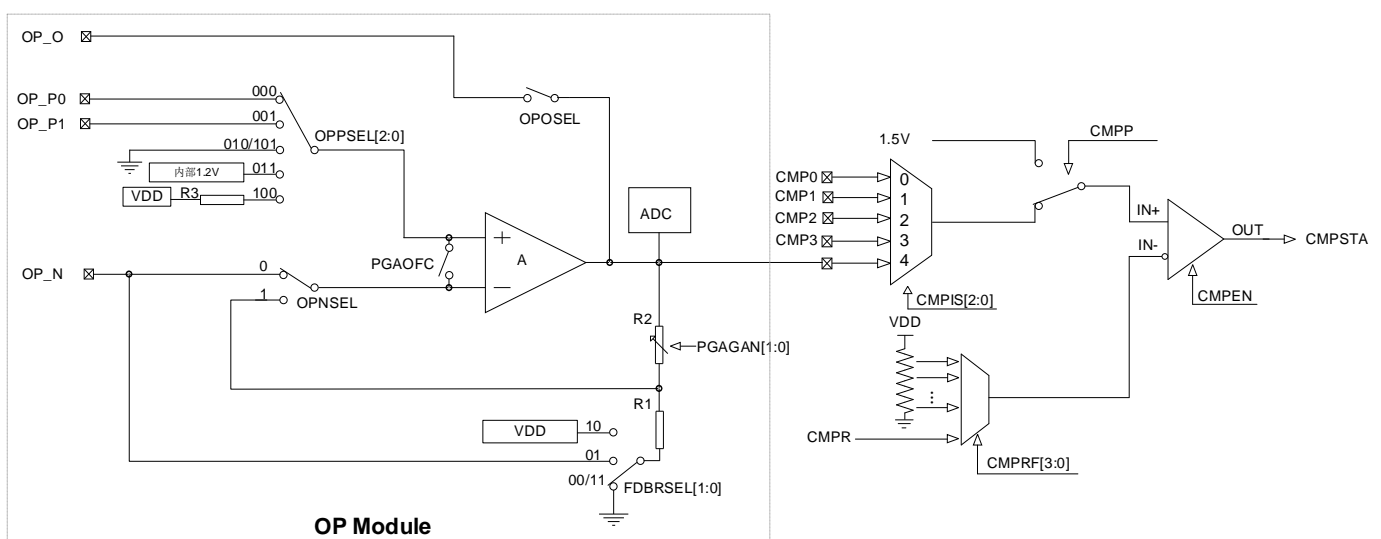 OP_O
OPOSEL
OP_P0
000
OP_P1
001
OPPSEL[2:0]
010/101
内部1.2V
011
VDD
R3
100
OP_N
0
1
OPNSEL
PGAOFC
+
A
−
ADC
R2
PGAGAN[1:0]
R1
VDD
10
01
00/11
FDBRSEL[1:0]
OP Module
1.5V
CMPP
CMP0
0
CMP1
1
CMP2
2
CMP3
3
4
CMPIS[2:0]
IN+
IN-
OUT
CMPSTA
CMPEN
VDD
...
CMPR
CMPRF[3:0]